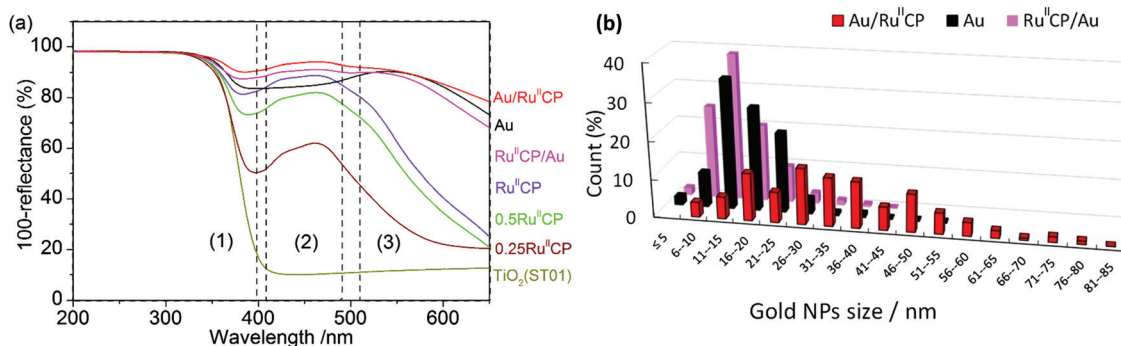 (a)
100-reflectance (%)
100
80
60
40
20
0
200 300 400 500 600
Wavelength /nm
(1) (2) (3)
Au/Ru^IICP
Au
Ru^IICP/Au
Ru^IICP
0.5Ru^IICP
0.25Ru^IICP
TiO₂(ST01)
(b)
Au/Ru^IICP Au Ru^IICP/Au
Count (%)
40
30
20
10
0
≤ 5 6–10 11–15 16–20 21–25 26–30 31–35 36–40 41–45 46–50 51–55 56–60 61–65 66–70 71–75 76–80 81–85
Gold NPs size / nm